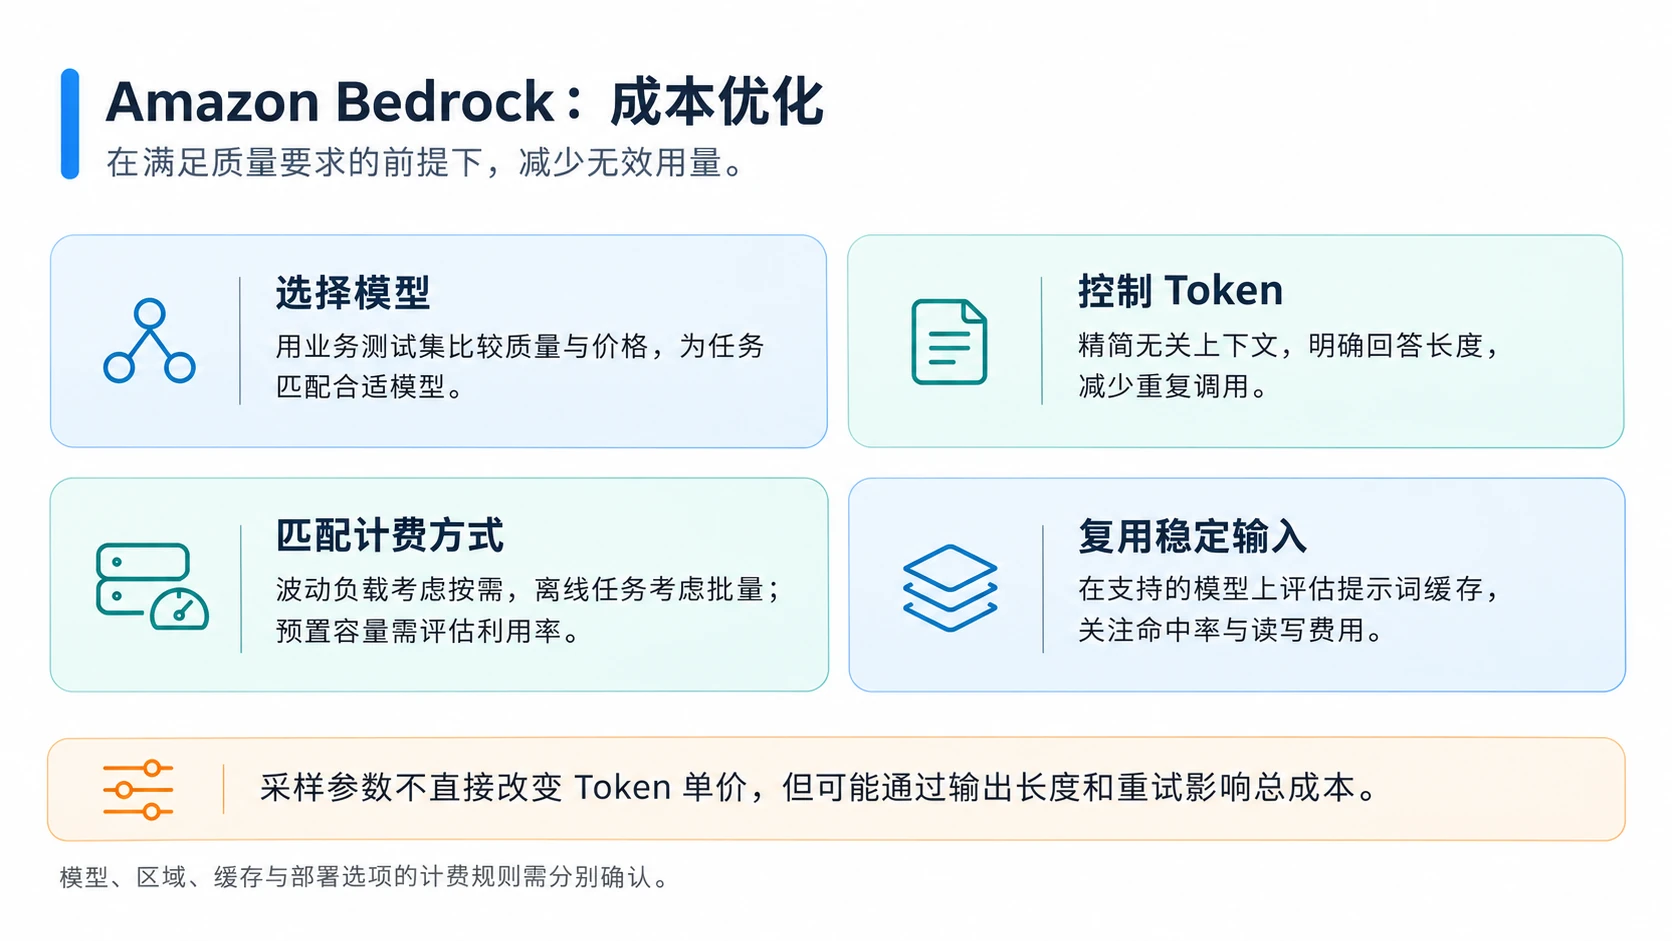 Amazon Bedrock：成本优化
在满足质量要求的前提下，减少无效用量。
选择模型
用业务测试集比较质量与价格，为任务
匹配合适模型。
控制 Token
精简无关上下文，明确回答长度，
减少重复调用。
匹配计费方式
波动负载考虑按需，离线任务考虑批量；
预置容量需评估利用率。
复用稳定输入
在支持的模型上评估提示词缓存，
关注命中率与读写费用。
采样参数不直接改变 Token 单价，但可能通过输出长度和重试影响总成本。
模型、区域、缓存与部署选项的计费规则需分别确认。